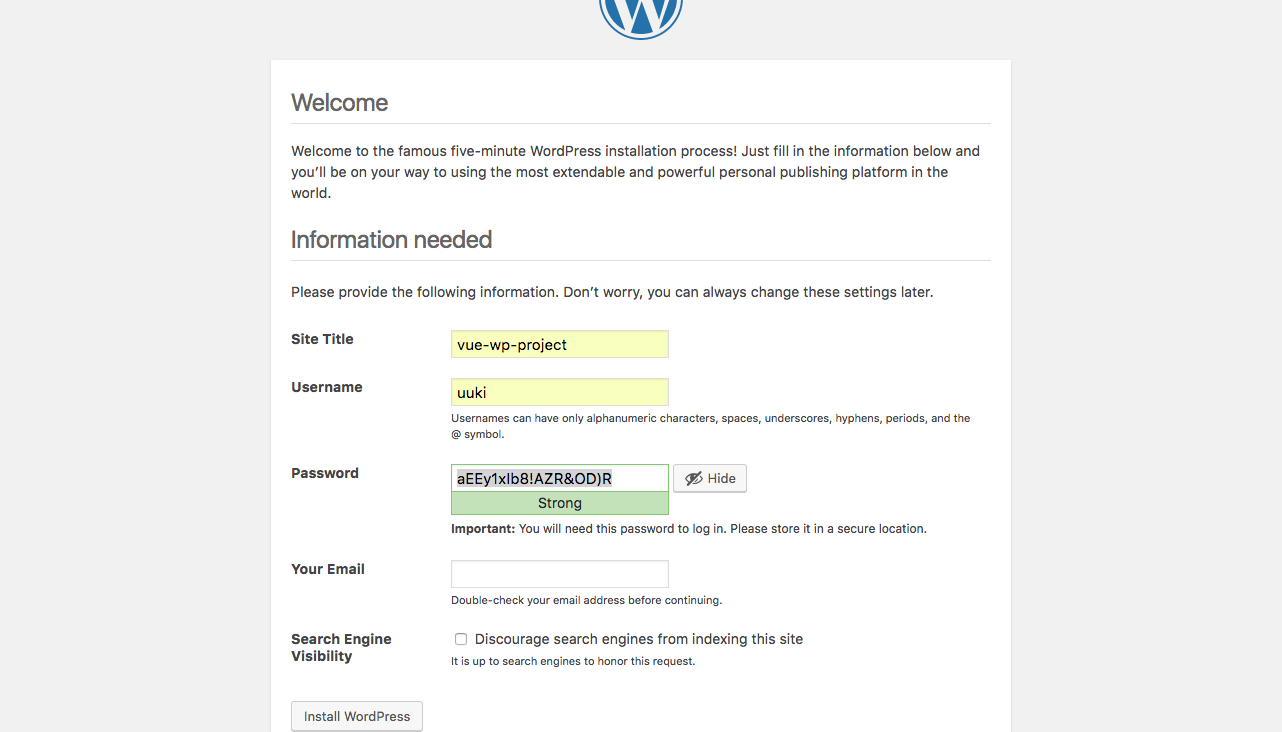 Welcome
Welcome to the famous five-minute WordPress installation process! Just fill in the information below and
you’ll be on your way to using the most extendable and powerful personal publishing platform in the
world.
Information needed
Please provide the following information. Don’t worry, you can always change these settings later.
Site Title
vue-wp-project
Username
uuki
Usernames can have only alphanumeric characters, spaces, underscores, hyphens, periods, and the
@ symbol.
Password
aEEy1xIb8!AZR&OD)R
Hide
Strong
Important: You will need this password to log in. Please store it in a secure location.
Your Email
Double-check your email address before continuing.
Search Engine
Visibility
Discourage search engines from indexing this site
It is up to search engines to honor this request.
Install WordPress